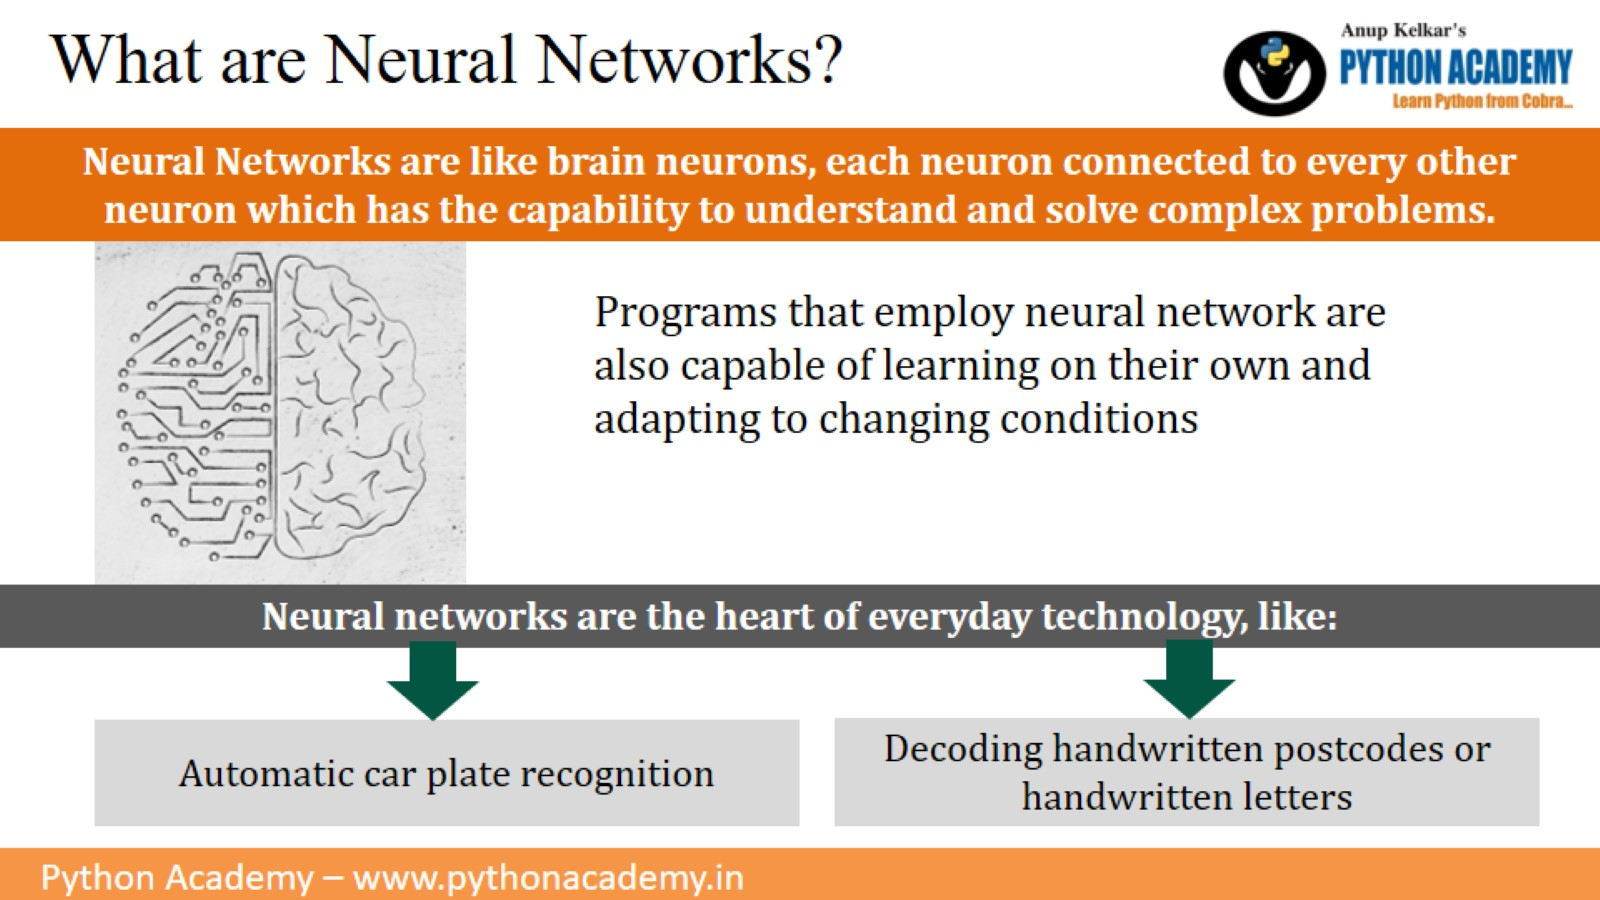 What are Neural Networks?
Anup Kelkar's
PYTHON ACADEMY
Learn Python from Cobra...
Neural Networks are like brain neurons, each neuron connected to every other
neuron which has the capability to understand and solve complex problems.
Programs that employ neural network are
also capable of learning on their own and
adapting to changing conditions
Neural networks are the heart of everyday technology, like:
Automatic car plate recognition
Decoding handwritten postcodes or
handwritten letters
Python Academy – www.pythonacademy.in